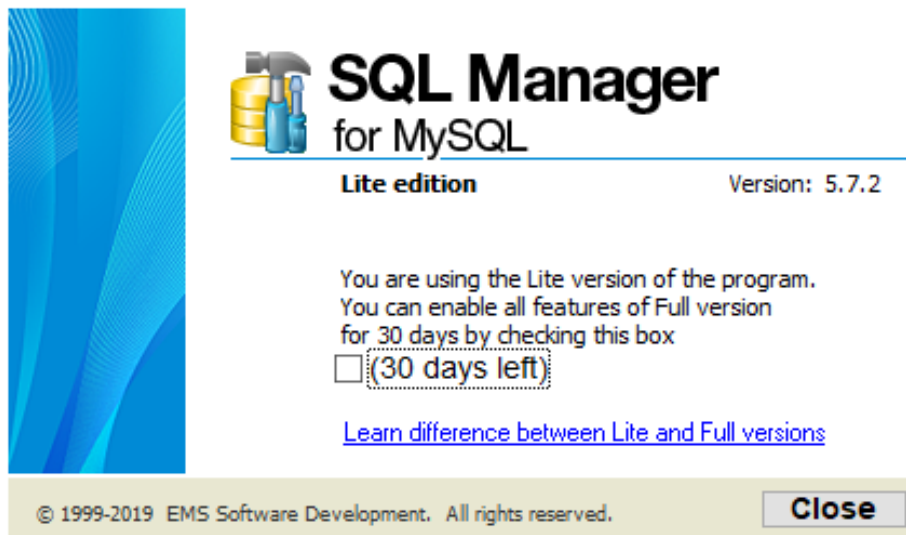 SQL Manager
for MySQL
Lite edition Version: 5.7.2
You are using the Lite version of the program.
You can enable all features of Full version
for 30 days by checking this box
(30 days left)
Learn difference between Lite and Full versions
© 1999-2019 EMS Software Development. All rights reserved. Close